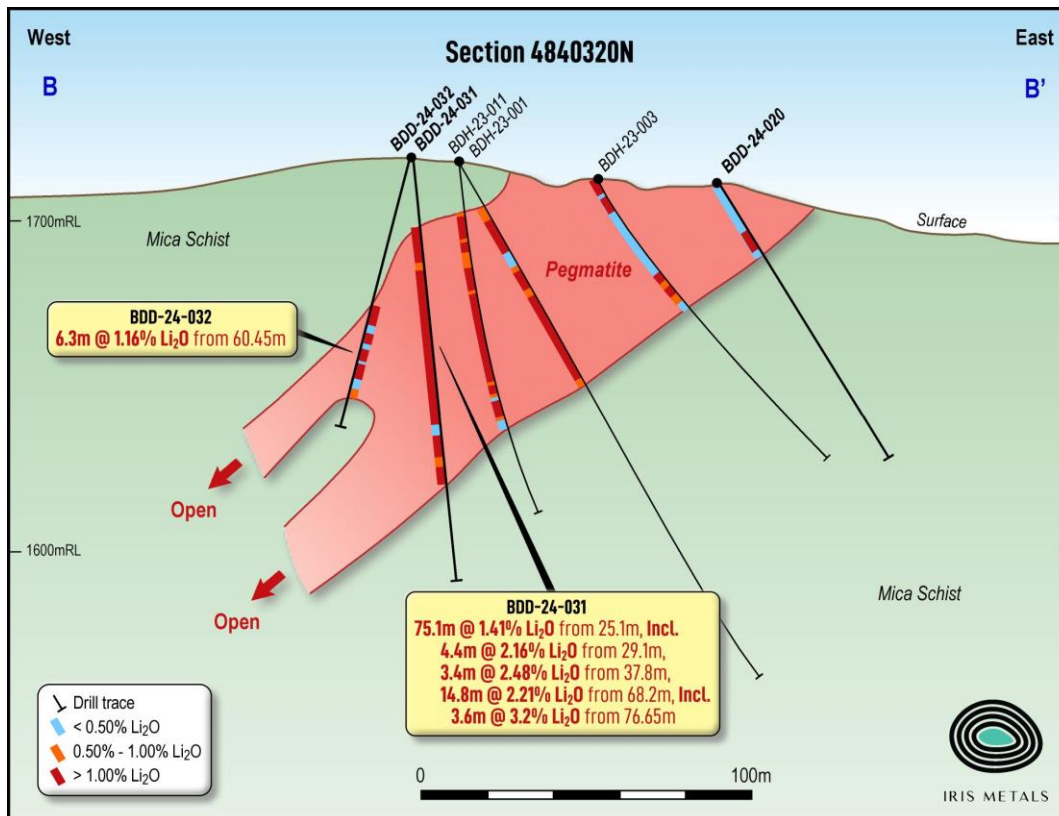 West
Section 4840320N
East
B
B'
BDD-24-032
BDD-24-031
BDH-23-011
BDH-23-001
BDH-23-003
BDD-24-020
1700mRL
Mica Schist
Pegmatite
Surface
BDD-24-032
6.3m @ 1.16% Li₂O from 60.45m
Open
1600mRL
Open
Mica Schist
BDD-24-031
75.1m @ 1.41% Li₂O from 25.1m, Incl.
4.4m @ 2.16% Li₂O from 29.1m,
3.4m @ 2.48% Li₂O from 37.8m,
14.8m @ 2.21% Li₂O from 68.2m, Incl.
3.6m @ 3.2% Li₂O from 76.65m
Drill trace
< 0.50% Li₂O
0.50% - 1.00% Li₂O
> 1.00% Li₂O
0
100m
IRIS METALS